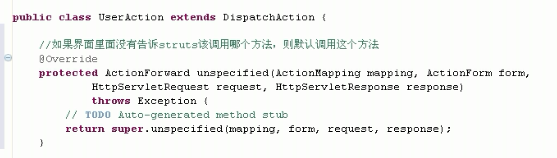 public class UserAction extends DispatchAction {
//如果界面里面没有告诉struts该调用哪个方法，则默认调用这个方法
@Override
protected ActionForward unspecified(ActionMapping mapping, ActionForm form,
HttpServletRequest request, HttpServletResponse response)
throws Exception {
// TODO Auto-generated method stub
return super.unspecified(mapping, form, request, response);
}